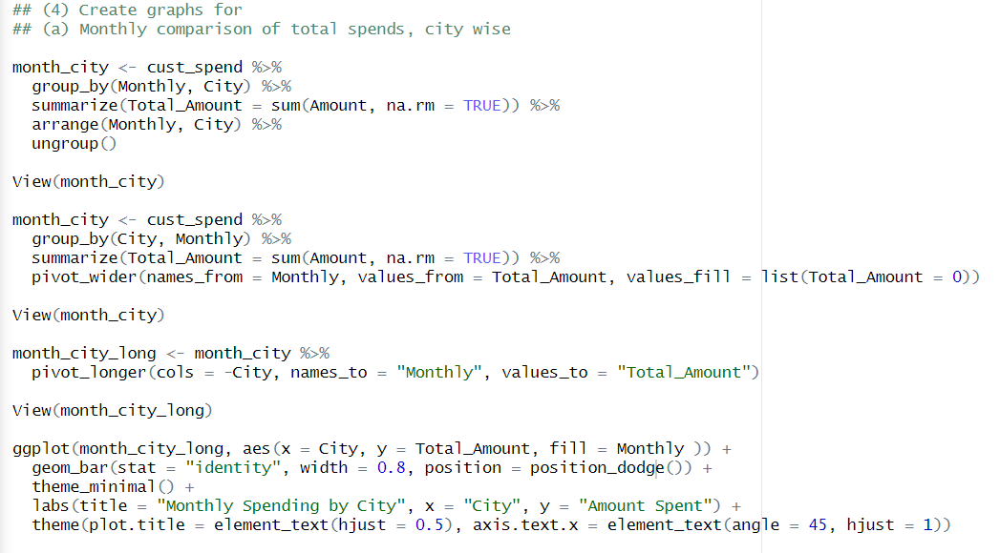 ## (4) Create graphs for
## (a) Monthly comparison of total spends, city wise
month_city <- cust_spend %>%
group_by(Monthly, City) %>%
summarize(Total_Amount = sum(Amount, na.rm = TRUE)) %>%
arrange(Monthly, City) %>%
ungroup()
View(month_city)
month_city <- cust_spend %>%
group_by(City, Monthly) %>%
summarize(Total_Amount = sum(Amount, na.rm = TRUE)) %>%
pivot_wider(names_from = Monthly, values_from = Total_Amount, values_fill = list(Total_Amount = 0))
View(month_city)
month_city_long <- month_city %>%
pivot_longer(cols = -City, names_to = "Monthly", values_to = "Total_Amount")
View(month_city_long)
ggplot(month_city_long, aes(x = City, y = Total_Amount, fill = Monthly )) +
geom_bar(stat = "identity", width = 0.8, position = position_dodge()) +
theme_minimal() +
labs(title = "Monthly Spending by City", x = "City", y = "Amount Spent") +
theme(plot.title = element_text(hjust = 0.5), axis.text.x = element_text(angle = 45, hjust = 1))